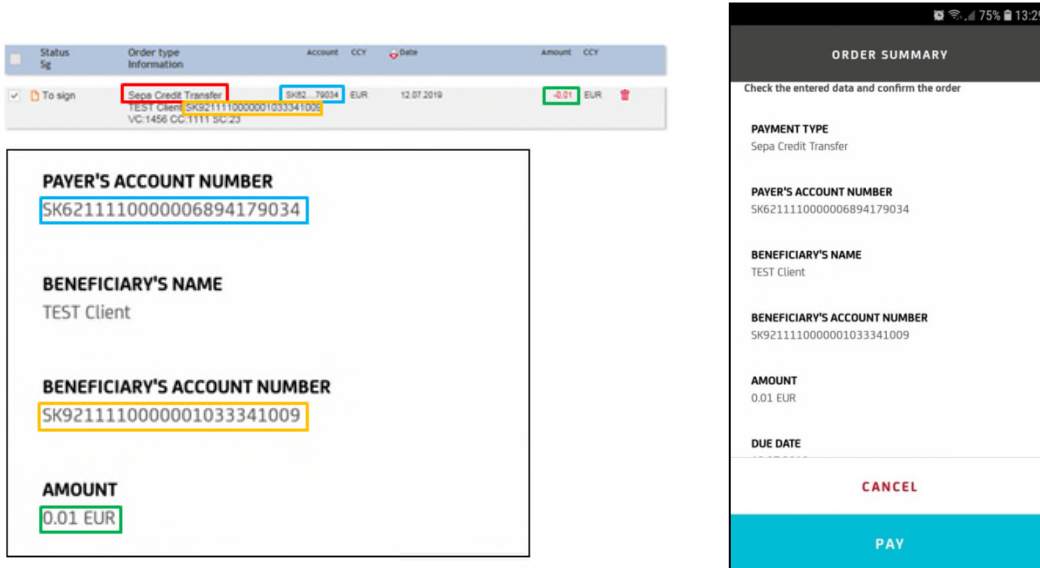 Status
Sg
Order type
Information
Account
CCY
Date
Amount
CCY
To sign
Sepa Credit Transfer
SK62...79034
EUR
12.07.2019
-0,01
EUR
TEST Client SK9211110000001033341009
VC:1456 CC:1111 SC:23
PAYER'S ACCOUNT NUMBER
SK6211110000006894179034
BENEFICIARY'S NAME
TEST Client
BENEFICIARY'S ACCOUNT NUMBER
SK9211110000001033341009
AMOUNT
0.01 EUR
75% 13:29
ORDER SUMMARY
Check the entered data and confirm the order
PAYMENT TYPE
Sepa Credit Transfer
PAYER'S ACCOUNT NUMBER
SK6211110000006894179034
BENEFICIARY'S NAME
TEST Client
BENEFICIARY'S ACCOUNT NUMBER
SK9211110000001033341009
AMOUNT
0.01 EUR
DUE DATE
CANCEL
PAY